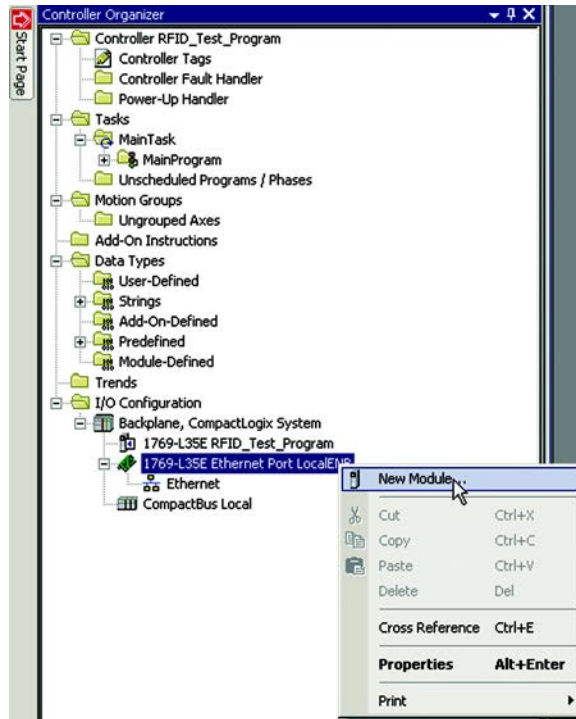 Start Page
Controller Organizer
Controller RFID_Test_Program
Controller Tags
Controller Fault Handler
Power-Up Handler
Tasks
MainTask
MainProgram
Unscheduled Programs / Phases
Motion Groups
Ungrouped Axes
Add-On Instructions
Data Types
User-Defined
Strings
Add-On-Defined
Predefined
Module-Defined
Trends
I/O Configuration
Backplane, CompactLogix System
1769-L35E RFID_Test_Program
1769-L35E Ethernet Port LocalENB
Ethernet
CompactBus Local
New Module...
Cut Ctrl+X
Copy Ctrl+C
Paste Ctrl+V
Delete Del
Cross Reference Ctrl+E
Properties Alt+Enter
Print